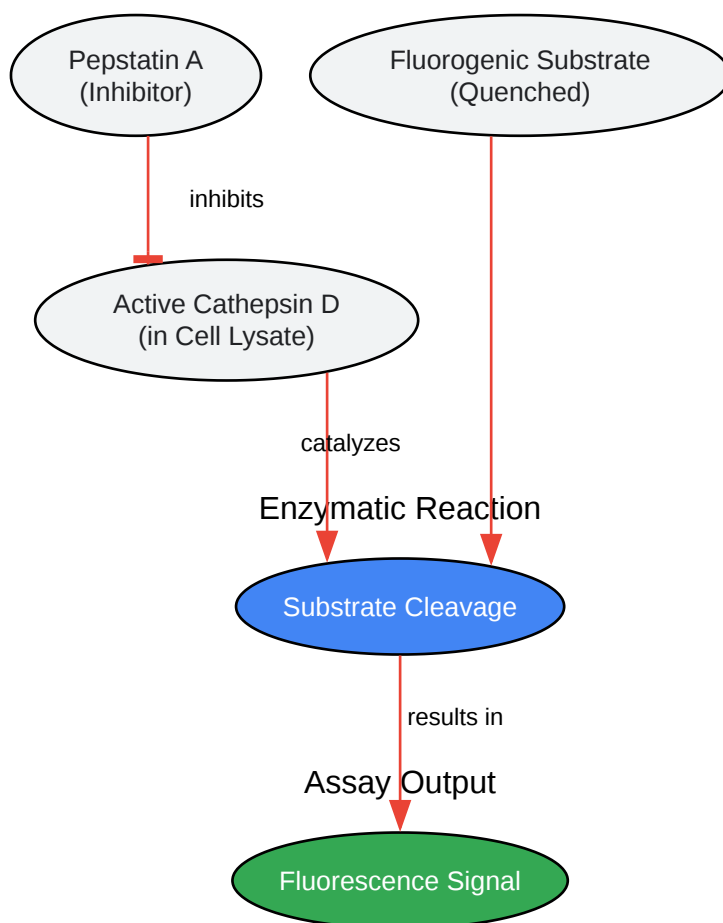 Pepstatin A
(Inhibitor)
Fluorogenic Substrate
(Quenched)
inhibits
Active Cathepsin D
(in Cell Lysate)
catalyzes
Enzymatic Reaction
Substrate Cleavage
results in
Assay Output
Fluorescence Signal